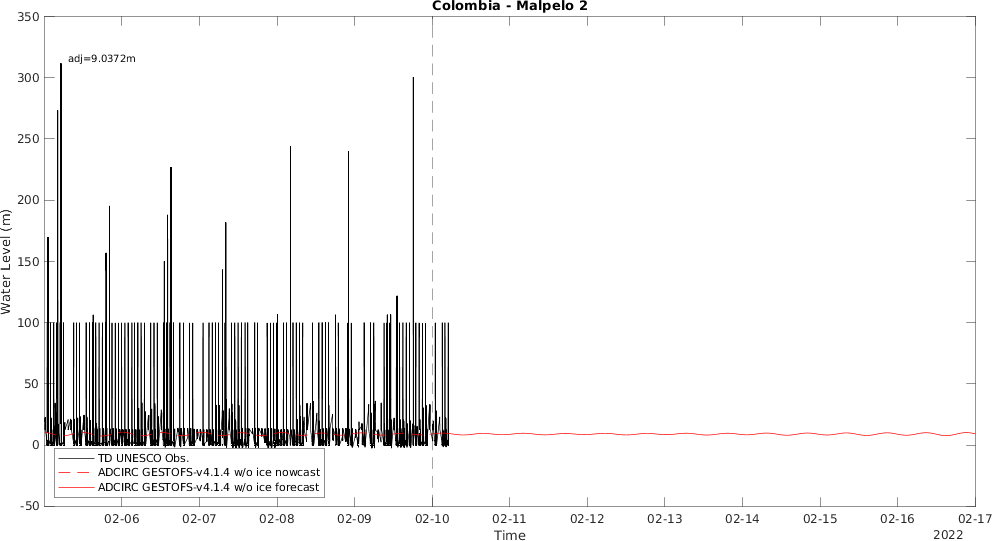 Colombia - Malpelo 2
350
300
250
200
150
100
50
0
-50
Water Level (m)
adj=9.0372m
TD UNESCO Obs.
ADCIRC GESTOFS-v4.1.4 w/o ice nowcast
ADCIRC GESTOFS-v4.1.4 w/o ice forecast
02-06 02-07 02-08 02-09 02-10 02-11 02-12 02-13 02-14 02-15 02-16 02-17
Time
2022